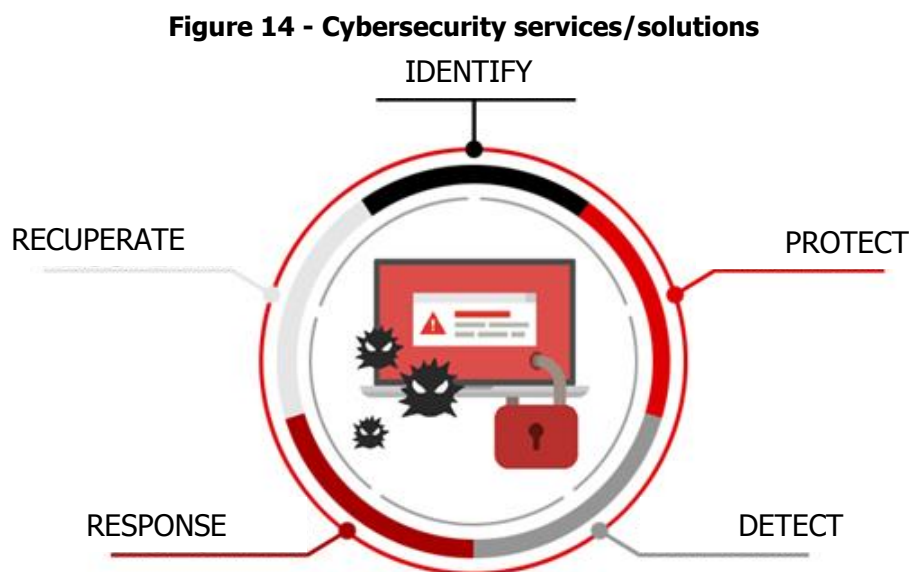 Figure 14 - Cybersecurity services/solutions
IDENTIFY
RECUPERATE
PROTECT
RESPONSE
DETECT